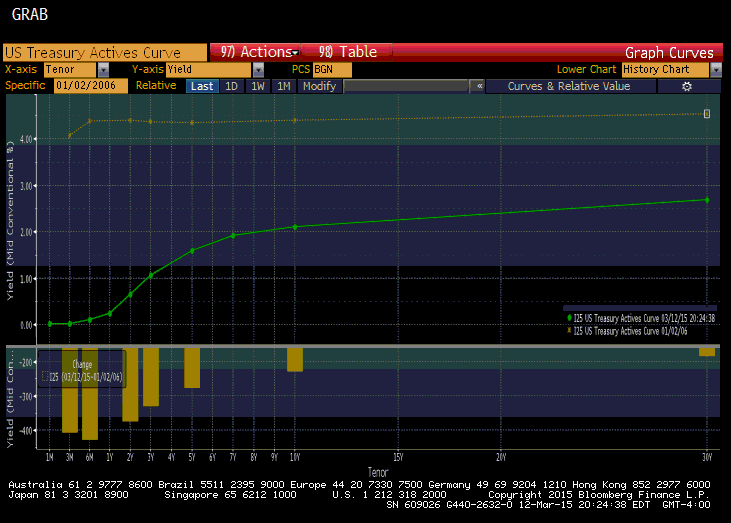 GRAB
US Treasury Actives Curve 97) Actions 98) Table Graph Curves
X-axis Tenor Y-axis Yield PCS BGN Lower Chart History Chart
Specific 01/02/2006 Relative Last 1D 1W 1M Modify « Curves & Relative Value
4.00
3.00
2.00
1.00
0.00
Yield (Mid Conventional %)
I25 US Treasury Actives Curve 03/12/15 20:24:38
I25 US Treasury Actives Curve 01/02/06
Change
I25 (03/12/15-01/02/06)
-200
-300
-400
Yield (Mid Con...
1M 3M 6M 1Y 2Y 3Y 4Y 5Y 6Y 7Y 8Y 9Y 10Y 15Y 20Y 30Y
Tenor
Australia 61 2 9777 8600 Brazil 5511 2395 9000 Europe 44 20 7330 7500 Germany 49 69 9204 1210 Hong Kong 852 2977 6000
Japan 81 3 3201 8900 Singapore 65 6212 1000 U.S. 1 212 318 2000 Copyright 2015 Bloomberg Finance L.P.
SN 609026 G440-2632-0 12-Mar-15 20:24:38 EDT GMT-4:00